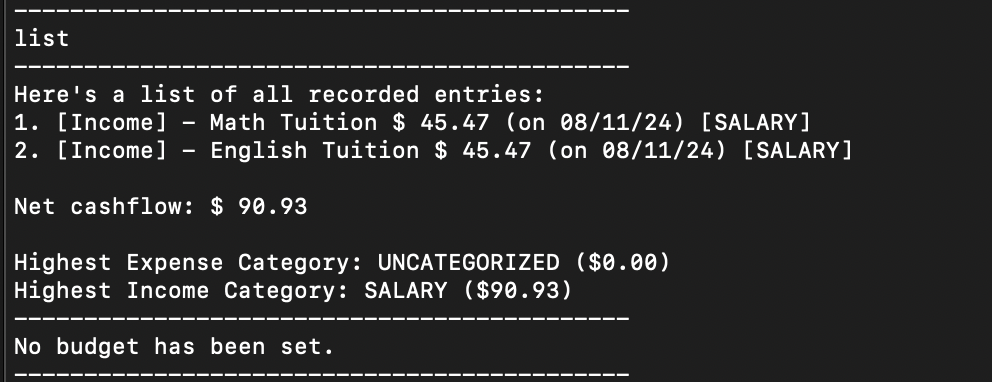 --------------------------------------------
list
--------------------------------------------
Here's a list of all recorded entries:
1. [Income] - Math Tuition $ 45.47 (on 08/11/24) [SALARY]
2. [Income] - English Tuition $ 45.47 (on 08/11/24) [SALARY]
Net cashflow: $ 90.93
Highest Expense Category: UNCATEGORIZED ($0.00)
Highest Income Category: SALARY ($90.93)
--------------------------------------------
No budget has been set.
--------------------------------------------